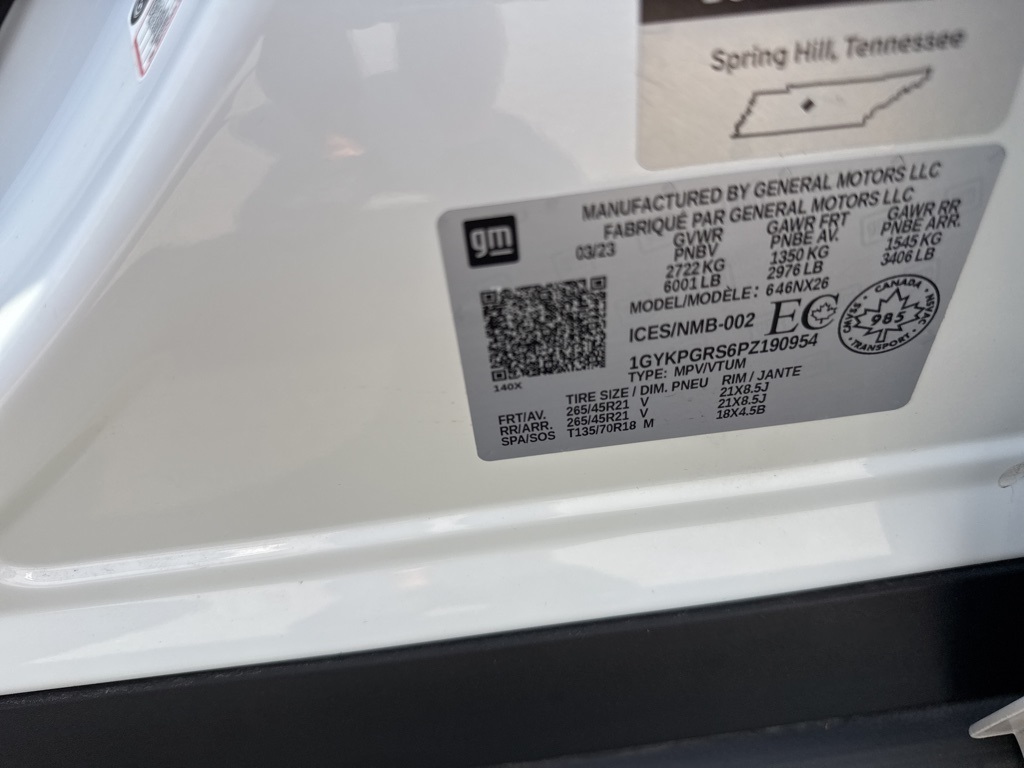 Spring Hill, Tennessee
gm
MANUFACTURED BY GENERAL MOTORS LLC
FABRIQUÉ PAR GENERAL MOTORS LLC
03/23 GVWR GAWR FRT GAWR RR
PNBV PNBE AV. PNBE ARR.
2722 KG 1350 KG 1545 KG
6001 LB 2976 LB 3406 LB
MODEL/MODÈLE: 646NX26
ICES/NMB-002 EC
CANADA
985
TRANSPORT
1GYKPGRS6PZ190954
TYPE: MPV/VTUM
140X
TIRE SIZE / DIM. PNEU RIM / JANTE
FRT/AV. 265/45R21 V 21X8.5J
RR/ARR. 265/45R21 V 21X8.5J
SPA/SOS T135/70R18 M 18X4.5B